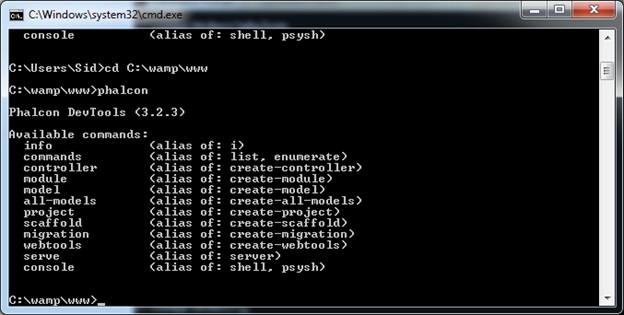 C:\Windows\system32\cmd.exe
console (alias of: shell, psysh)
C:\Users\Sid>cd C:\wamp\www
C:\wamp\www>phalcon
Phalcon DevTools (3.2.3)
Available commands:
info (alias of: i)
commands (alias of: list, enumerate)
controller (alias of: create-controller)
module (alias of: create-module)
model (alias of: create-model)
all-models (alias of: create-all-models)
project (alias of: create-project)
scaffold (alias of: create-scaffold)
migration (alias of: create-migration)
webtools (alias of: create-webtools)
serve (alias of: server)
console (alias of: shell, psysh)
C:\wamp\www>_